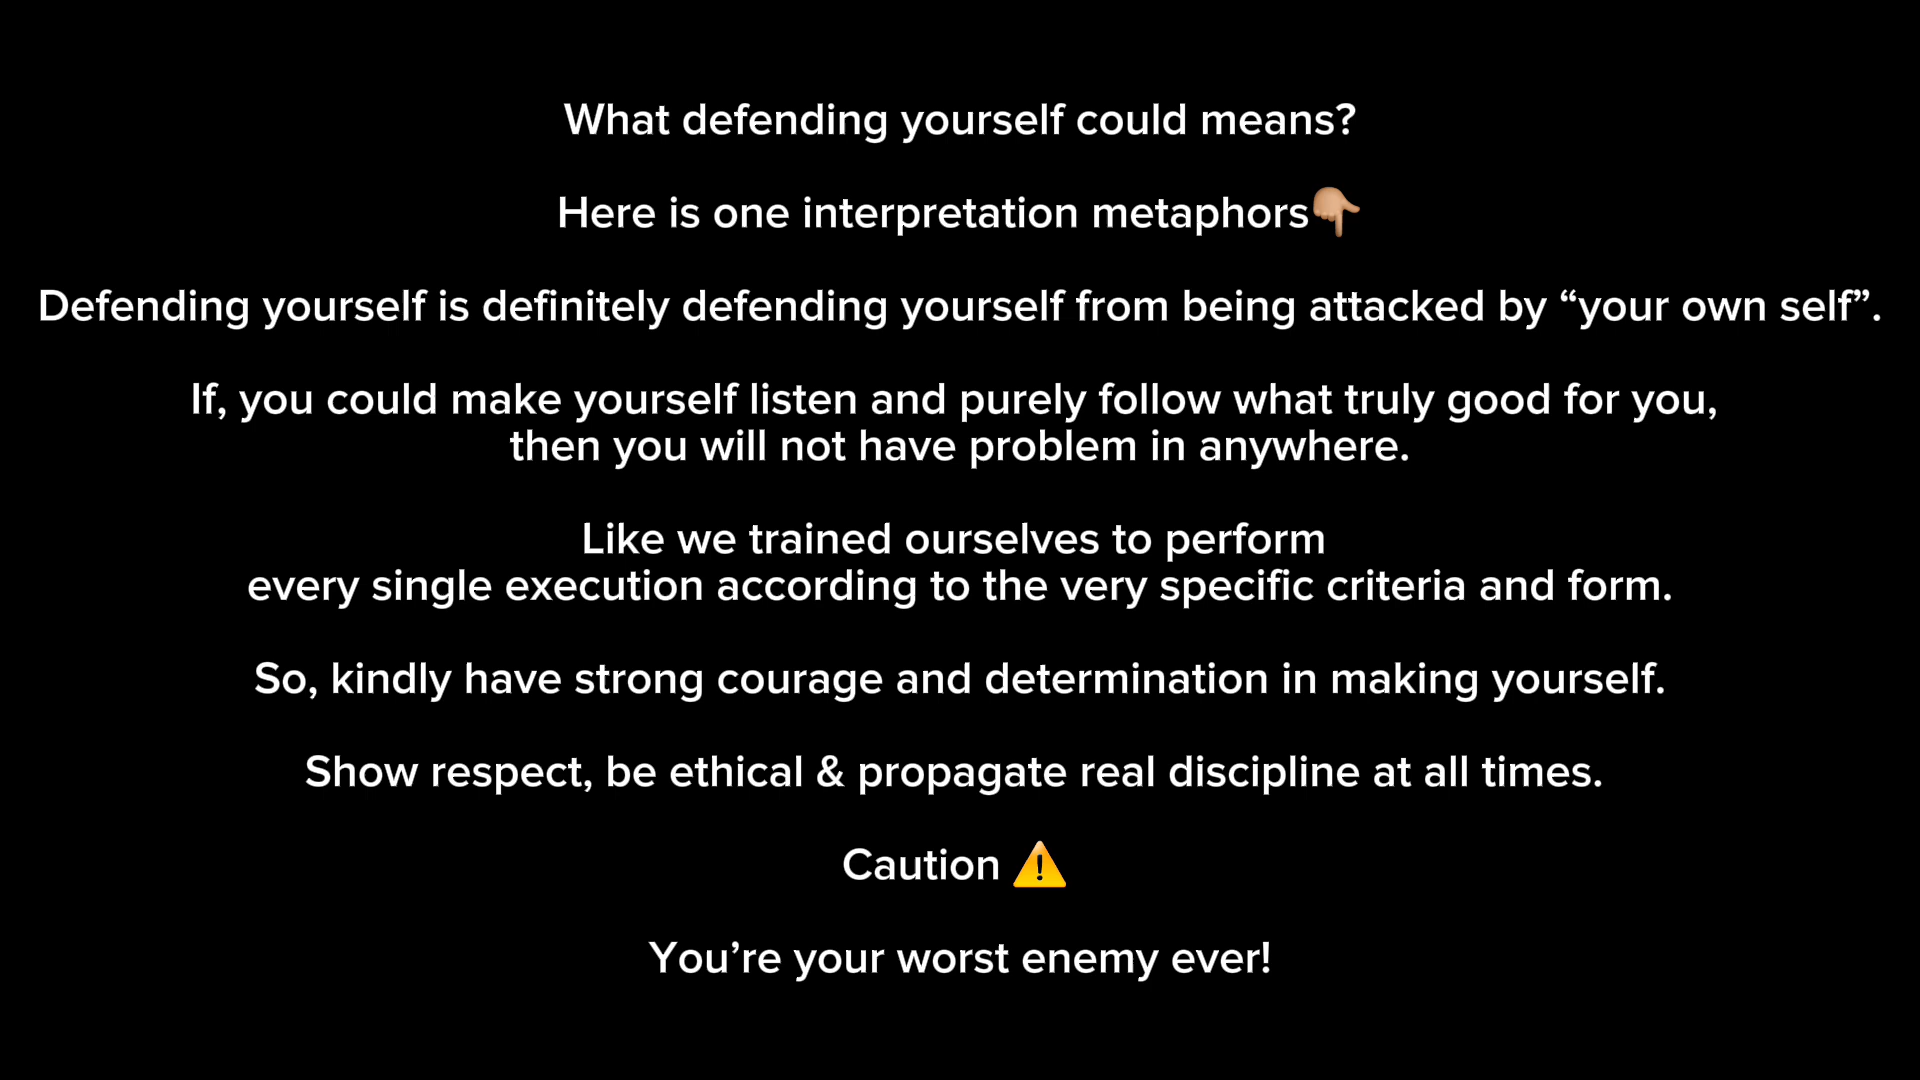 What defending yourself could means?
Here is one interpretation metaphors👇🏼
Defending yourself is definitely defending yourself from being attacked by “your own self”.
If, you could make yourself listen and purely follow what truly good for you,
then you will not have problem in anywhere.
Like we trained ourselves to perform
every single execution according to the very specific criteria and form.
So, kindly have strong courage and determination in making yourself.
Show respect, be ethical & propagate real discipline at all times.
Caution ⚠️
You’re your worst enemy ever!